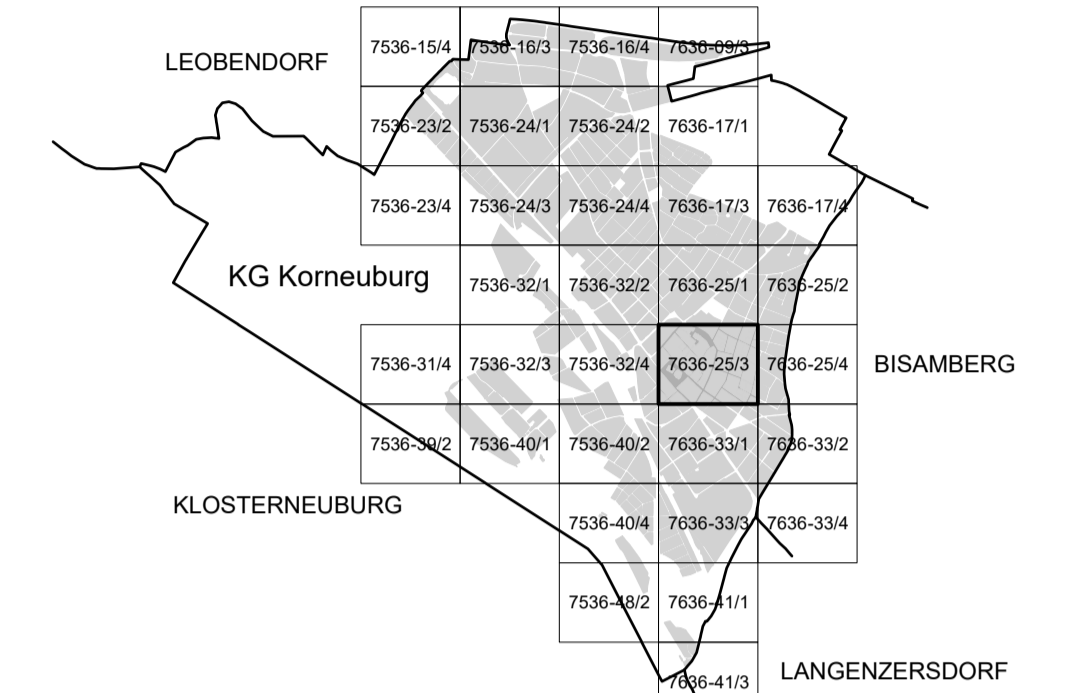 7536-15/4 7536-16/3 7536-16/4 7636-09/3
LEOBENDORF
7536-23/2 7536-24/1 7536-24/2 7636-17/1
7536-23/4 7536-24/3 7536-24/4 7636-17/3 7636-17/4
KG Korneuburg
7536-32/1 7536-32/2 7636-25/1 7636-25/2
7536-31/4 7536-32/3 7536-32/4 7636-25/3 7636-25/4
BISAMBERG
7536-39/2 7536-40/1 7536-40/2 7636-33/1 7636-33/2
KLOSTERNEUBURG
7536-40/4 7636-33/3 7636-33/4
7536-48/2 7636-41/1
LANGENZERSDORF
7636-41/3